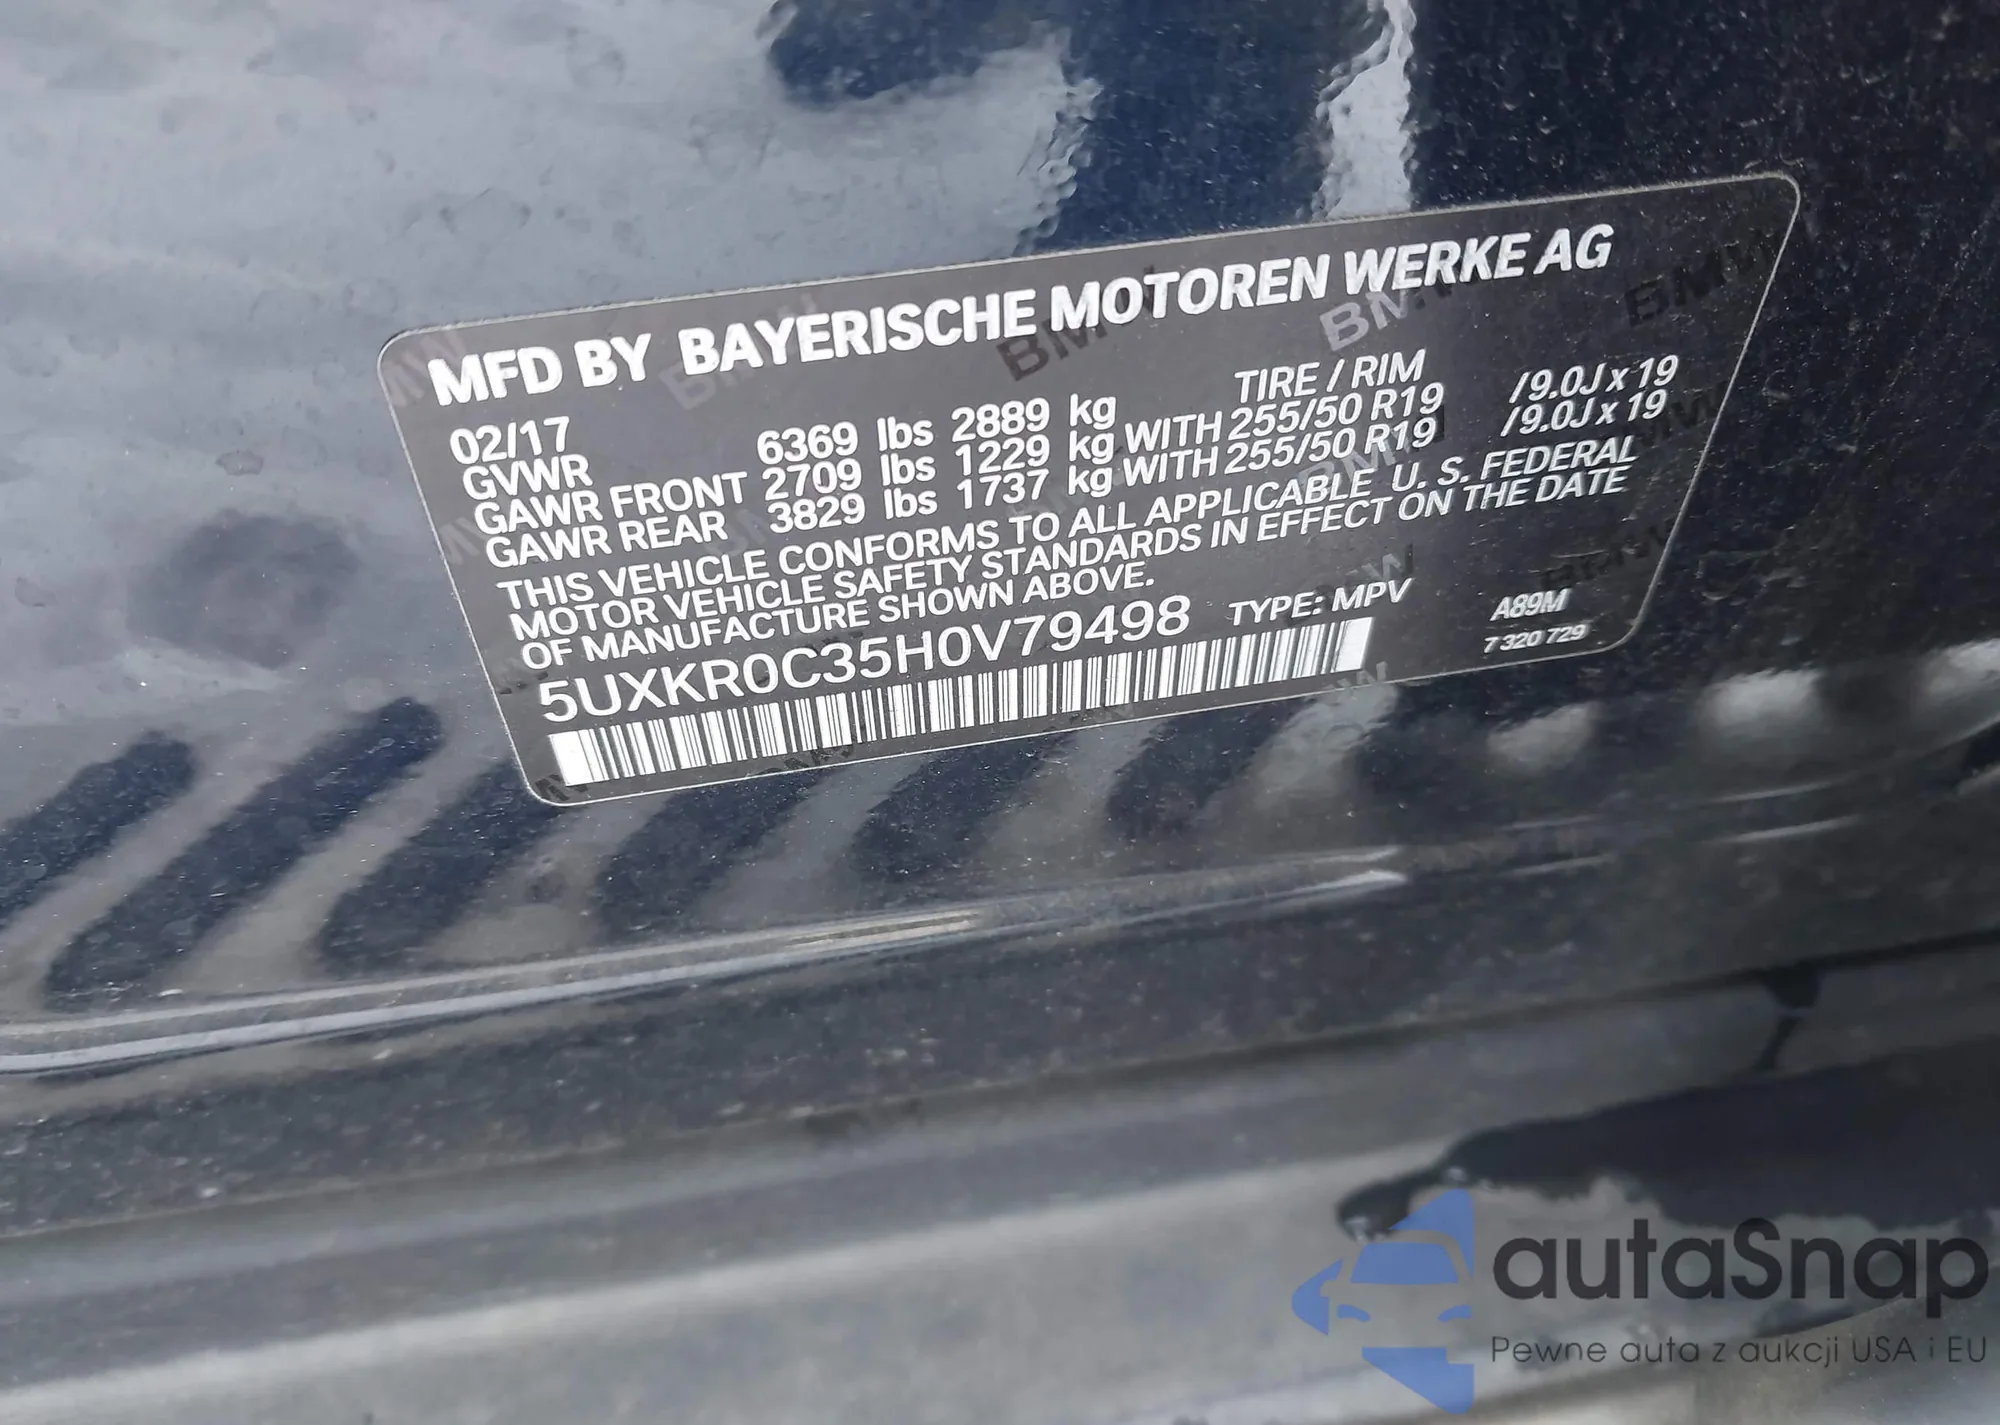 MFD BY BAYERISCHE MOTOREN WERKE AG
02/17 TIRE / RIM
GVWR 6369 lbs 2889 kg
GAWR FRONT 2709 lbs 1229 kg WITH 255/50 R19 /9.0J x 19
GAWR REAR 3829 lbs 1737 kg WITH 255/50 R19 /9.0J x 19
THIS VEHICLE CONFORMS TO ALL APPLICABLE U. S. FEDERAL
MOTOR VEHICLE SAFETY STANDARDS IN EFFECT ON THE DATE
OF MANUFACTURE SHOWN ABOVE.
5UXKR0C35H0V79498 TYPE: MPV A89M
7 320 729
autaSnap
Pewne auta z aukcji USA i EU